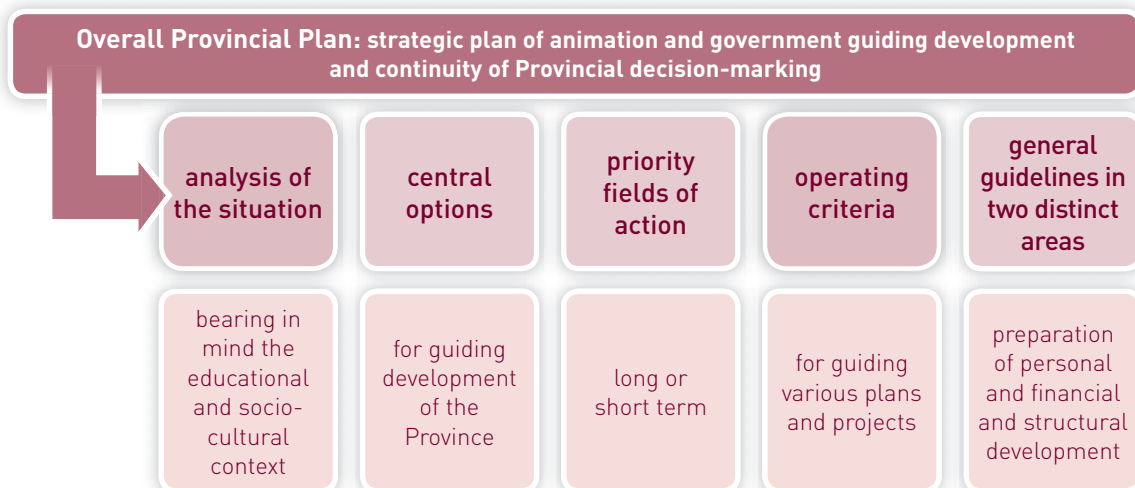 Overall Provincial Plan: strategic plan of animation and government guiding development
and continuity of Provincial decision-marking
analysis of
the situation
central
options
priority
fields of
action
operating
criteria
general
guidelines in
two distinct
areas
bearing in
mind the
educational
and socio-
cultural
context
for guiding
development
of the
Province
long or
short term
for guiding
various plans
and projects
preparation
of personal
and financial
and structural
development